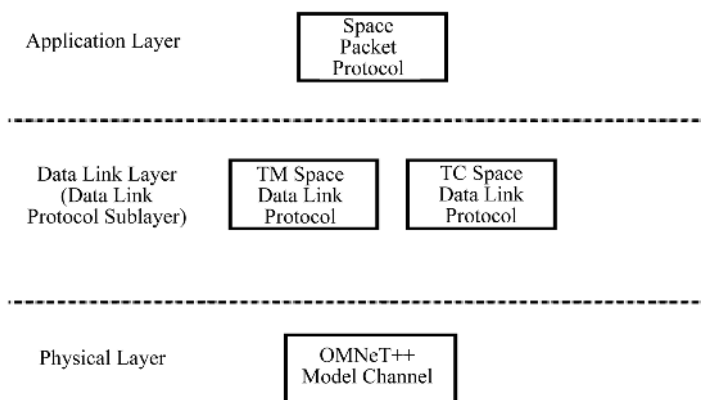 Application Layer
Space
Packet
Protocol
Data Link Layer
(Data Link
Protocol Sublayer)
TM Space
Data Link
Protocol
TC Space
Data Link
Protocol
Physical Layer
OMNeT++
Model Channel